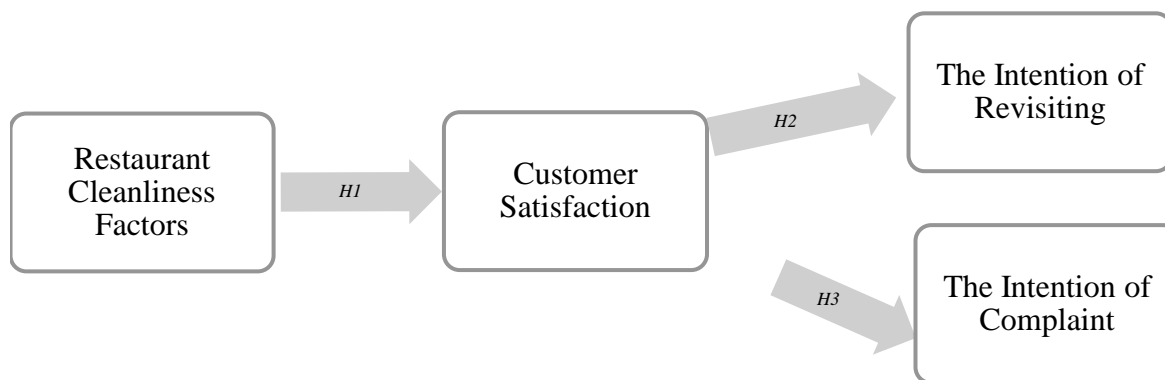 Restaurant
Cleanliness
Factors
H1
Customer
Satisfaction
H2
The Intention of
Revisiting
H3
The Intention of
Complaint